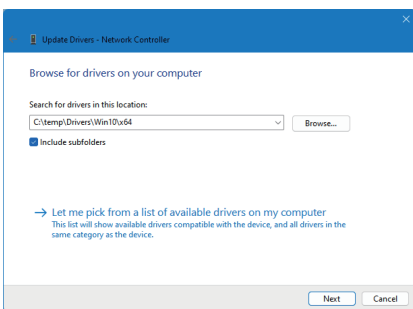 Update Drivers - Network Controller
Browse for drivers on your computer
Search for drivers in this location:
C:\temp\Drivers\Win10\x64
Browse...
Include subfolders
Let me pick from a list of available drivers on my computer
This list will show available drivers compatible with the device, and all drivers in the
same category as the device.
Next
Cancel